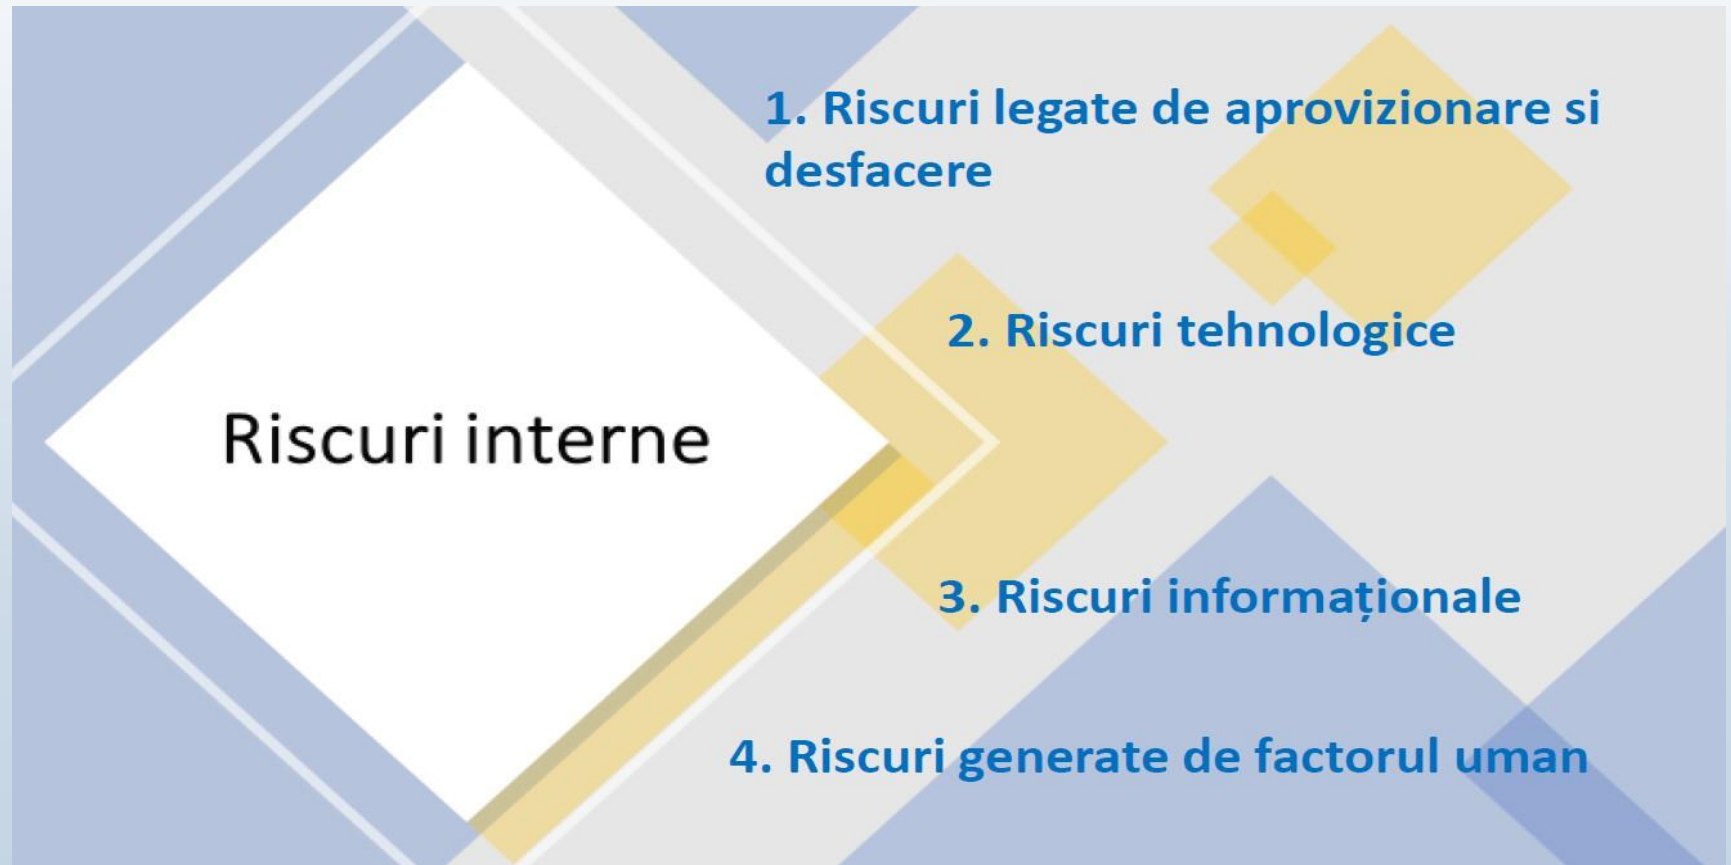 Riscuri interne
1. Riscuri legate de aprovizionare si
desfacere
2. Riscuri tehnologice
3. Riscuri informaționale
4. Riscuri generate de factorul uman